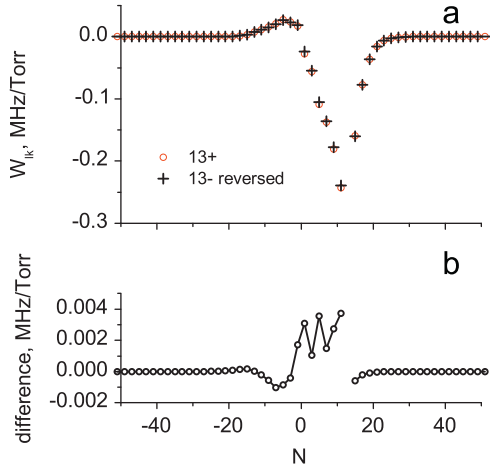 a
0.0
-0.1
-0.2
-0.3
W_lk, MHz/Torr
13+
13- reversed
b
0.004
0.002
0.000
-0.002
difference, MHz/Torr
-40 -20 0 20 40
N